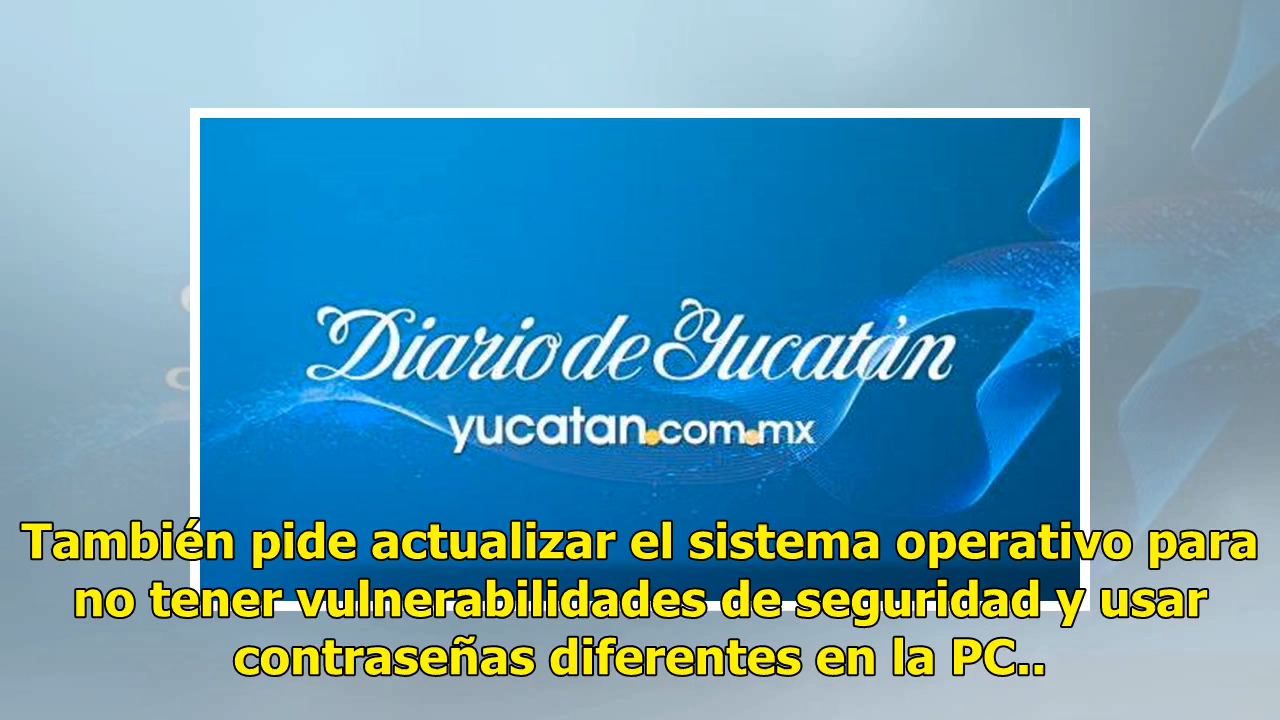 Diario de Yucatán
yucatan.com.mx
También pide actualizar el sistema operativo para
no tener vulnerabilidades de seguridad y usar
contraseñas diferentes en la PC..